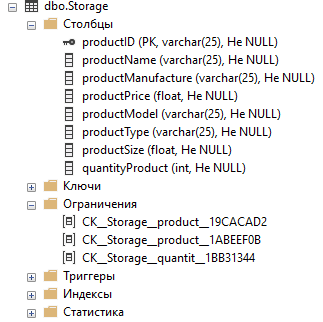 dbo.Storage
Столбцы
productID (PK, varchar(25), Не NULL)
productName (varchar(25), Не NULL)
productManufacture (varchar(25), Не NULL)
productPrice (float, Не NULL)
productModel (varchar(25), Не NULL)
productType (varchar(25), Не NULL)
productSize (float, Не NULL)
quantityProduct (int, Не NULL)
Ключи
Ограничения
CK__Storage__product__19CACAD2
CK__Storage__product__1ABEEF0B
CK__Storage__quantit__1BB31344
Триггеры
Индексы
Статистика